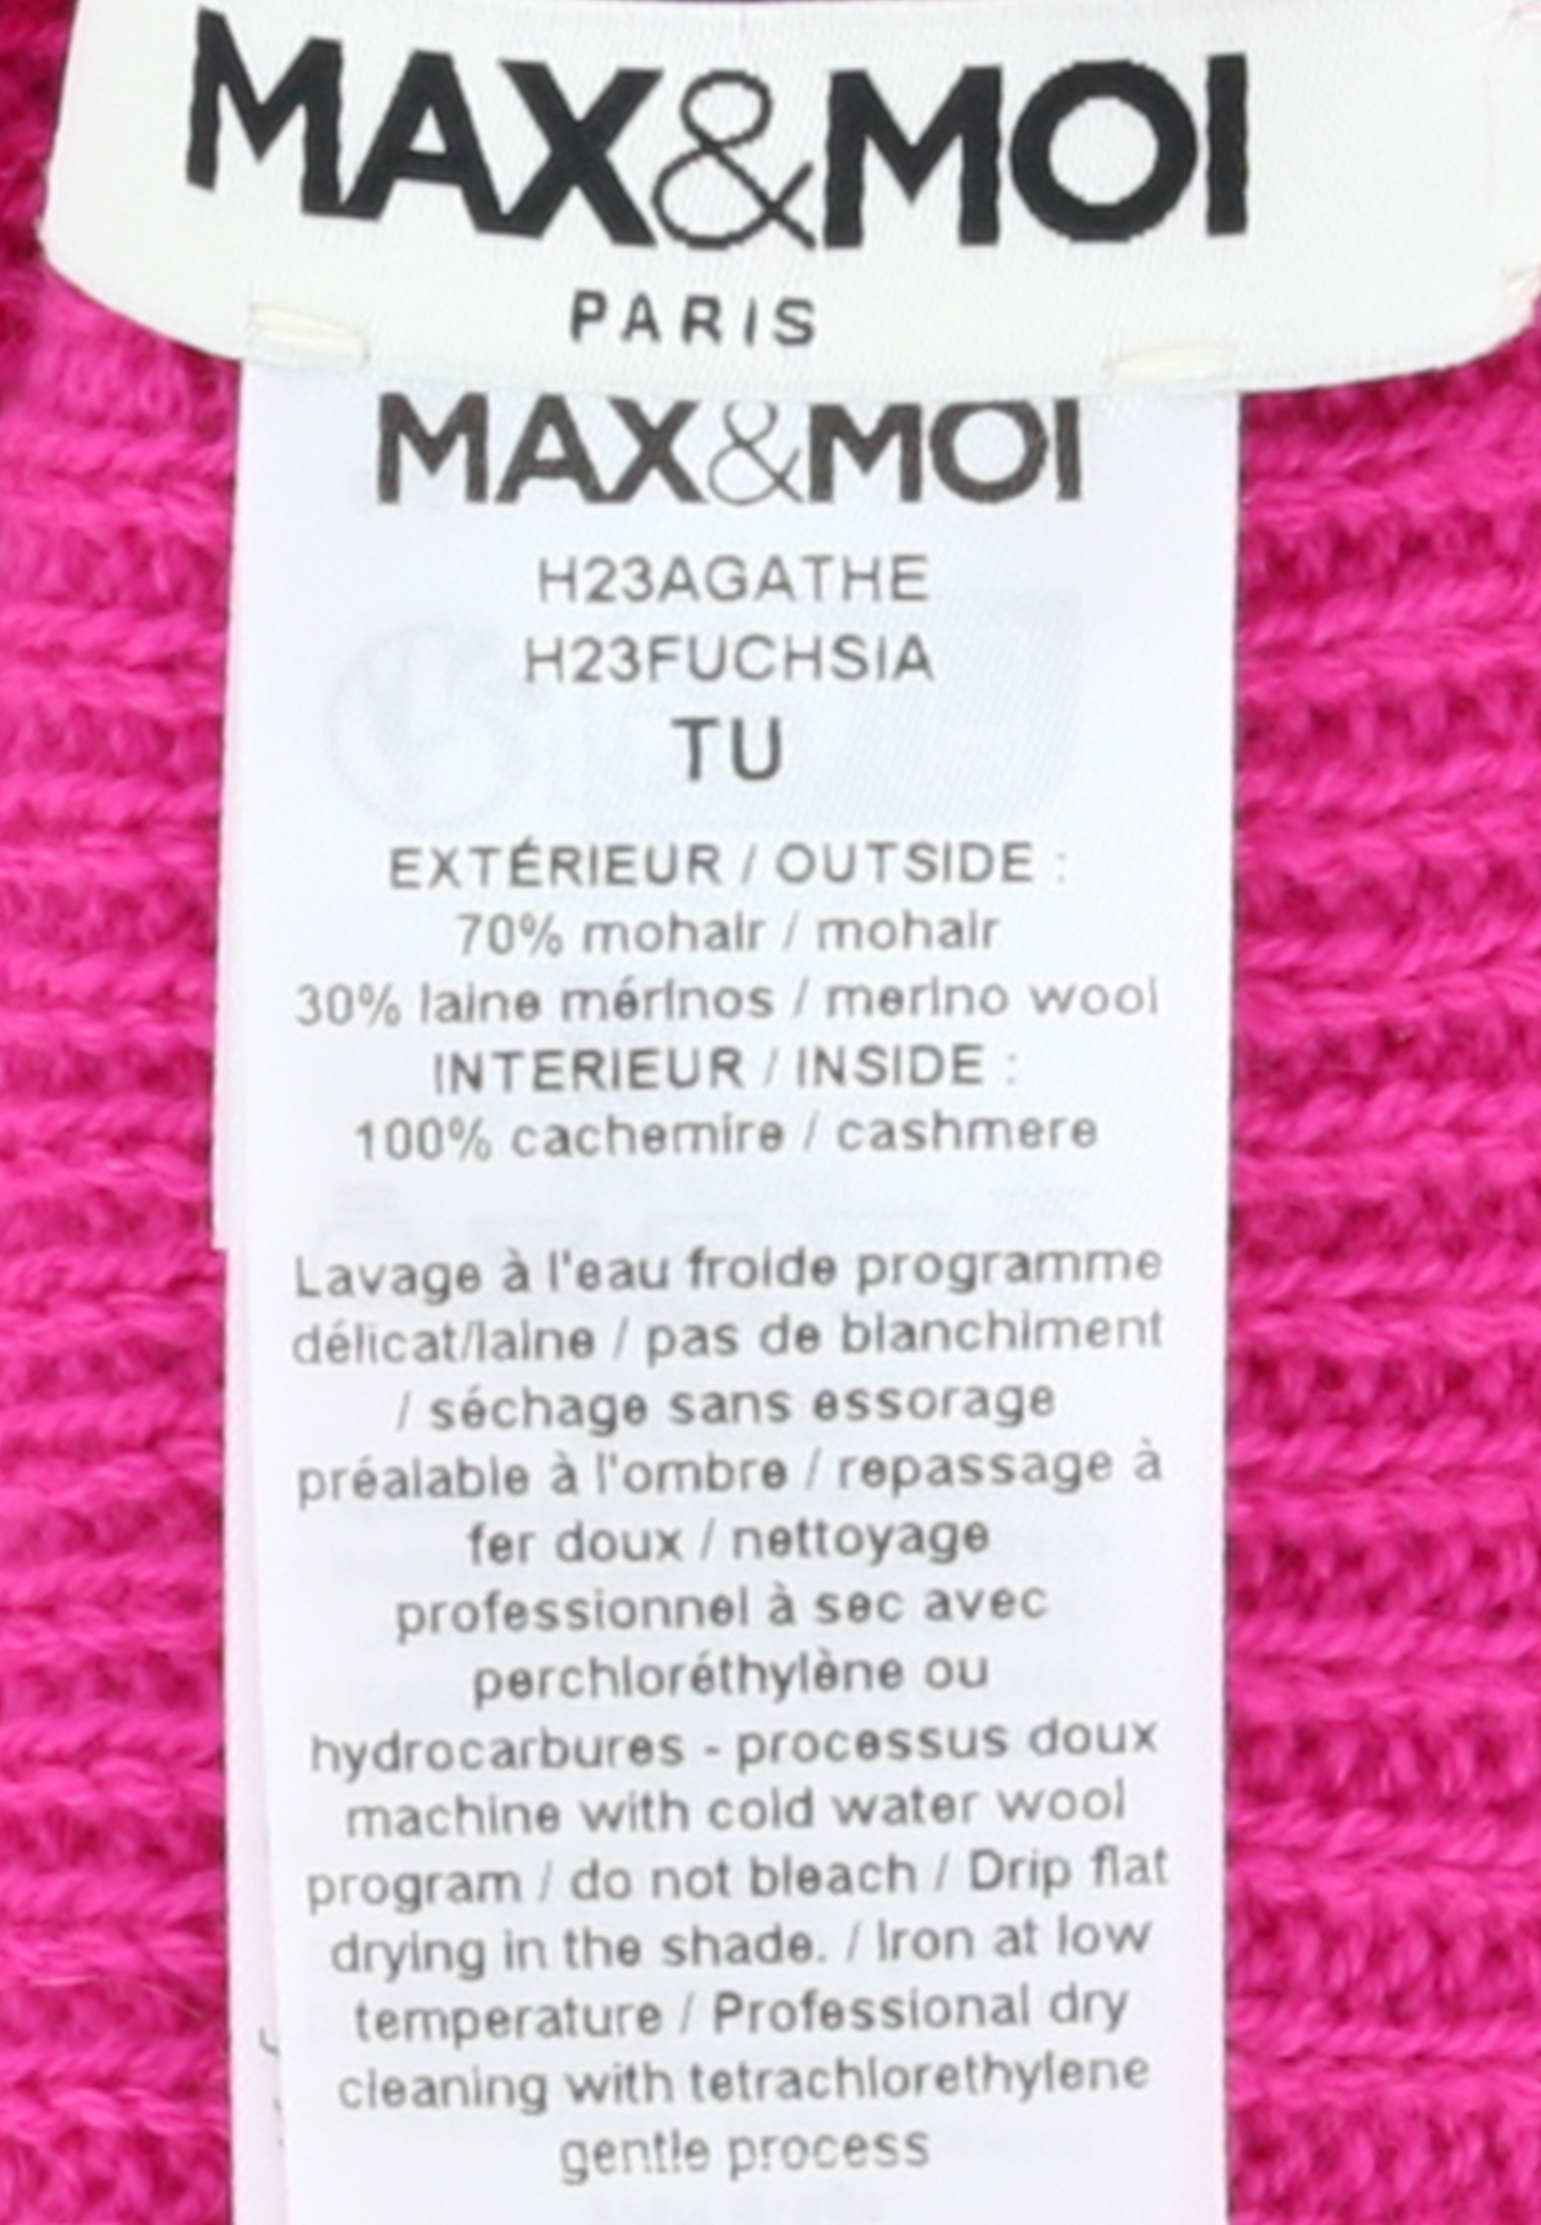 MAX&MOI
PARIS
MAX&MOI
H23AGATHE
H23FUCHSIA
TU
EXTÉRIEUR / OUTSIDE :
70% mohair / mohair
30% laine mérinos / merino wool
INTERIEUR / INSIDE :
100% cachemire / cashmere
Lavage à l'eau froide programme
délicat/laine / pas de blanchiment
/ séchage sans essorage
préalable à l'ombre / repassage à
fer doux / nettoyage
professionnel à sec avec
perchloréthylène ou
hydrocarbures - processus doux
machine with cold water wool
program / do not bleach / Drip flat
drying in the shade. / Iron at low
temperature / Professional dry
cleaning with tetrachlorethylene
gentle process